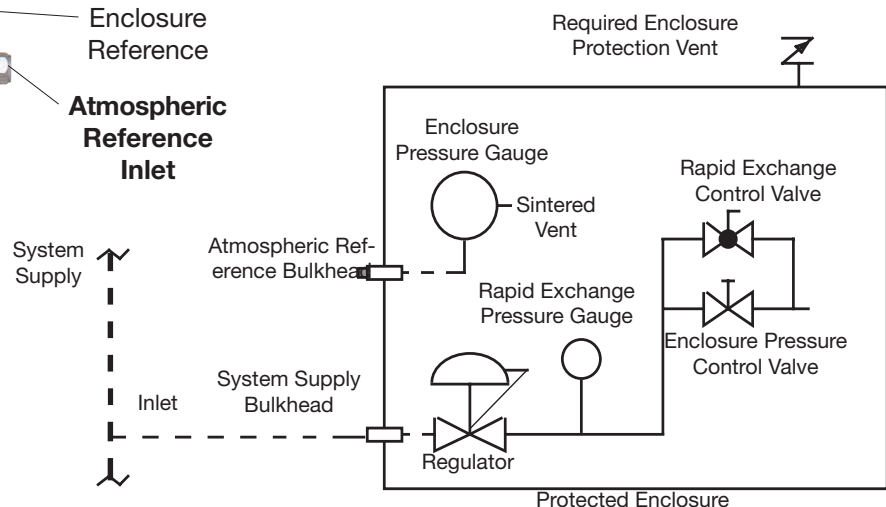 Enclosure
Reference
Atmospheric
Reference
Inlet
Required Enclosure
Protection Vent
Enclosure
Pressure Gauge
Sintered
Vent
Rapid Exchange
Control Valve
System
Supply
Atmospheric Ref-
erence Bulkhead
Rapid Exchange
Pressure Gauge
Enclosure Pressure
Control Valve
Inlet
System Supply
Bulkhead
Regulator
Protected Enclosure